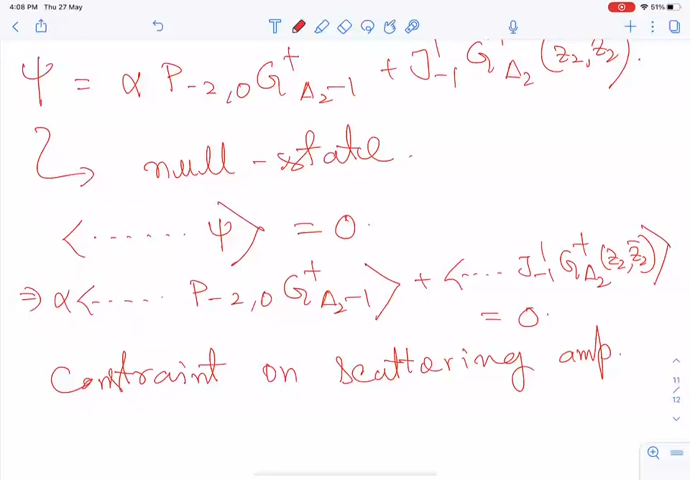 4:08 PM Thu 27 May
51%
ψ = α P₋₂,₀ G⁺_{Δ₂-1} + J¹₋₁ G⁺_{Δ₂}(z₂, z̄₂).
↳ null-state.
<...... ψ> = 0.
⇒ α<...... P₋₂,₀ G⁺_{Δ₂-1}> + <.... J¹₋₁ G⁺_{Δ₂}(z₂, z̄₂)>
= 0.
Contraint on scattering amp.
11
/
12